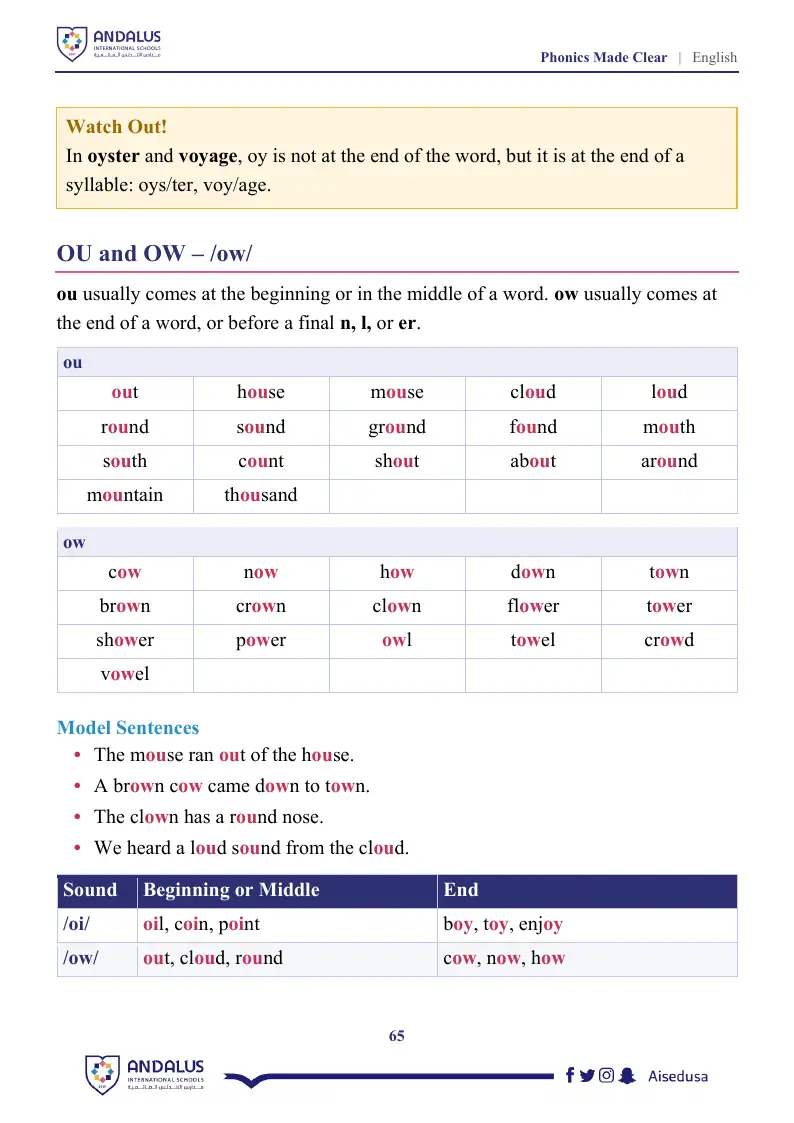 ANDALUS
INTERNATIONAL SCHOOLS
Phonics Made Clear | English
Watch Out!
In oyster and voyage, oy is not at the end of the word, but it is at the end of a
syllable: oys/ter, voy/age.
OU and OW – /ow/
ou usually comes at the beginning or in the middle of a word. ow usually comes at
the end of a word, or before a final n, l, or er.
ou
out house mouse cloud loud
round sound ground found mouth
south count shout about around
mountain thousand
ow
cow now how down town
brown crown clown flower tower
shower power owl towel crowd
vowel
Model Sentences
• The mouse ran out of the house.
• A brown cow came down to town.
• The clown has a round nose.
• We heard a loud sound from the cloud.
Sound Beginning or Middle End
/oi/ oil, coin, point boy, toy, enjoy
/ow/ out, cloud, round cow, now, how
65
ANDALUS
INTERNATIONAL SCHOOLS
Aisedusa